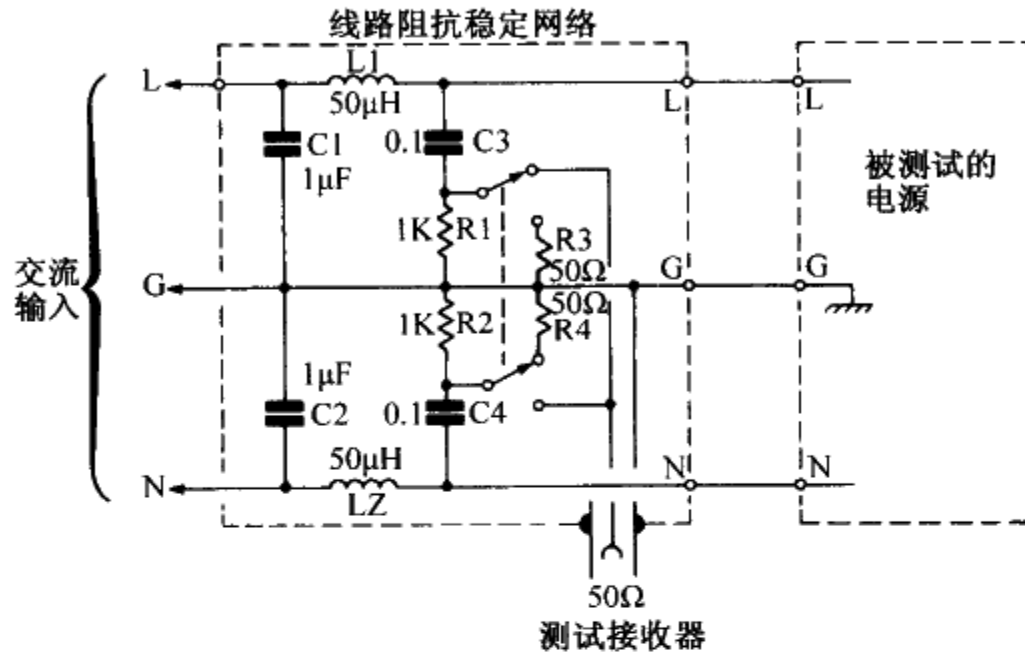 线路阻抗稳定网络
L
L1
50μH
L
L
C1
1μF
0.1
C3
被测试的
电源
1K
R1
R3
50Ω
交流
输入
G
G
G
50Ω
1K
R2
R4
1μF
C2
0.1
C4
50μH
N
LZ
N
N
50Ω
测试接收器